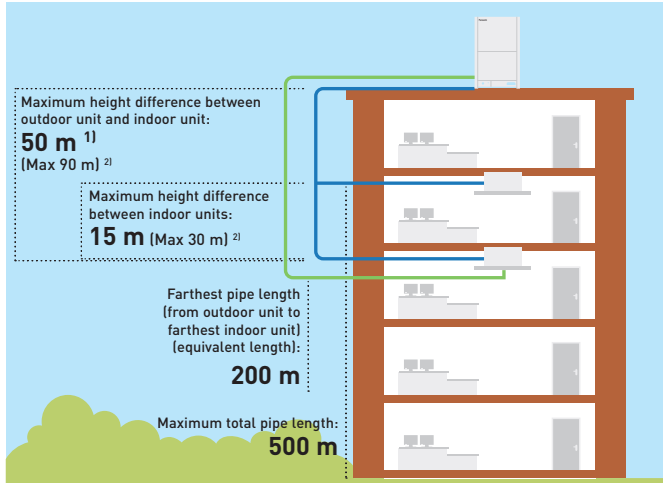 Maximum height difference between
outdoor unit and indoor unit:
50 m 1)
(Max 90 m) 2)
Maximum height difference
between indoor units:
15 m (Max 30 m) 2)
Farthest pipe length
(from outdoor unit to
farthest indoor unit)
(equivalent length):
200 m
Maximum total pipe length:
500 m